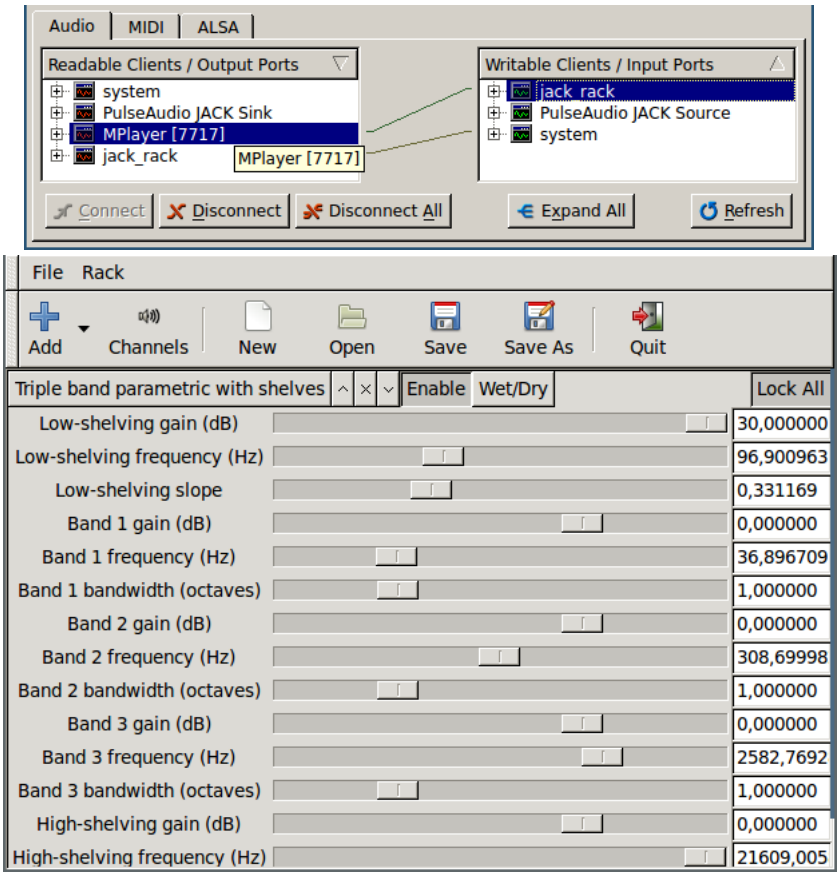 Audio MIDI ALSA
Readable Clients / Output Ports Writable Clients / Input Ports
system jack_rack
PulseAudio JACK Sink PulseAudio JACK Source
MPlayer [7717] system
jack_rack MPlayer [7717]
Connect Disconnect Disconnect All Expand All Refresh
File Rack
Add Channels New Open Save Save As Quit
Triple band parametric with shelves Enable Wet/Dry Lock All
Low-shelving gain (dB) 30,000000
Low-shelving frequency (Hz) 96,900963
Low-shelving slope 0,331169
Band 1 gain (dB) 0,000000
Band 1 frequency (Hz) 36,896709
Band 1 bandwidth (octaves) 1,000000
Band 2 gain (dB) 0,000000
Band 2 frequency (Hz) 308,69998
Band 2 bandwidth (octaves) 1,000000
Band 3 gain (dB) 0,000000
Band 3 frequency (Hz) 2582,7692
Band 3 bandwidth (octaves) 1,000000
High-shelving gain (dB) 0,000000
High-shelving frequency (Hz) 21609,005